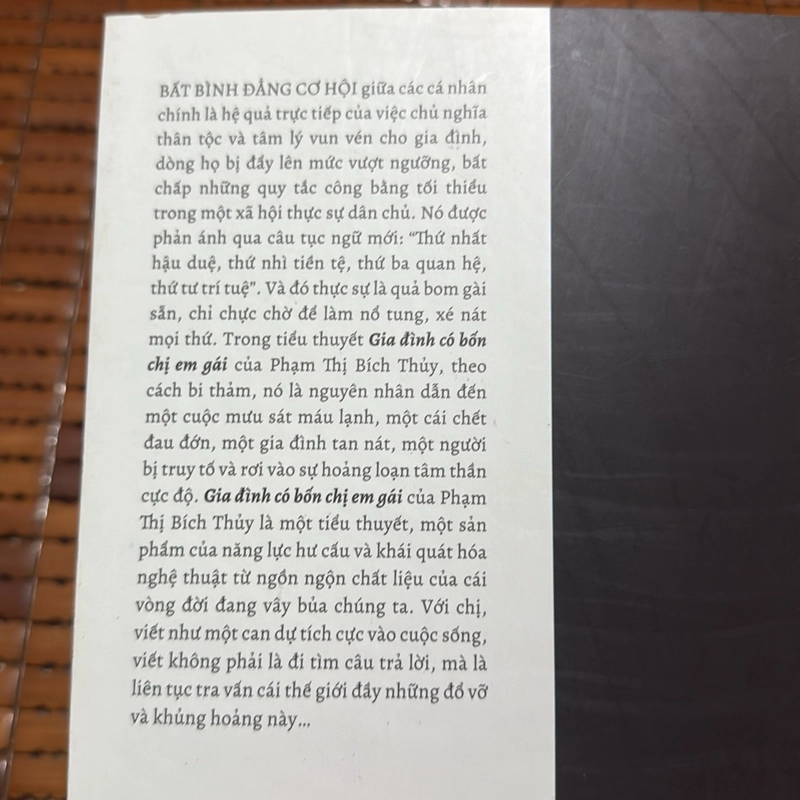 BẤT BÌNH ĐẲNG CƠ HỘI giữa các cá nhân
chính là hệ quả trực tiếp của việc chủ nghĩa
thân tộc và tâm lý vun vén cho gia đình,
dòng họ bị đẩy lên mức vượt ngưỡng, bất
chấp những quy tắc công bằng tối thiểu
trong một xã hội thực sự dân chủ. Nó được
phản ánh qua câu tục ngữ mới: “Thứ nhất
hậu duệ, thứ nhì tiền tệ, thứ ba quan hệ,
thứ tư trí tuệ”. Và đó thực sự là quả bom gài
sẵn, chỉ chực chờ để làm nổ tung, xé nát
mọi thứ. Trong tiểu thuyết Gia đình có bốn
chị em gái của Phạm Thị Bích Thủy, theo
cách bi thảm, nó là nguyên nhân dẫn đến
một cuộc mưu sát máu lạnh, một cái chết
đau đớn, một gia đình tan nát, một người
bị truy tố và rơi vào sự hoảng loạn tâm thần
cực độ. Gia đình có bốn chị em gái của Phạm
Thị Bích Thủy là một tiểu thuyết, một sản
phẩm của năng lực hư cấu và khái quát hóa
nghệ thuật từ ngồn ngộn chất liệu của cái
vòng đời đang vây bủa chúng ta. Với chị,
viết như một can dự tích cực vào cuộc sống,
viết không phải là đi tìm câu trả lời, mà là
liên tục tra vấn cái thế giới đầy những đổ vỡ
và khủng hoảng này...